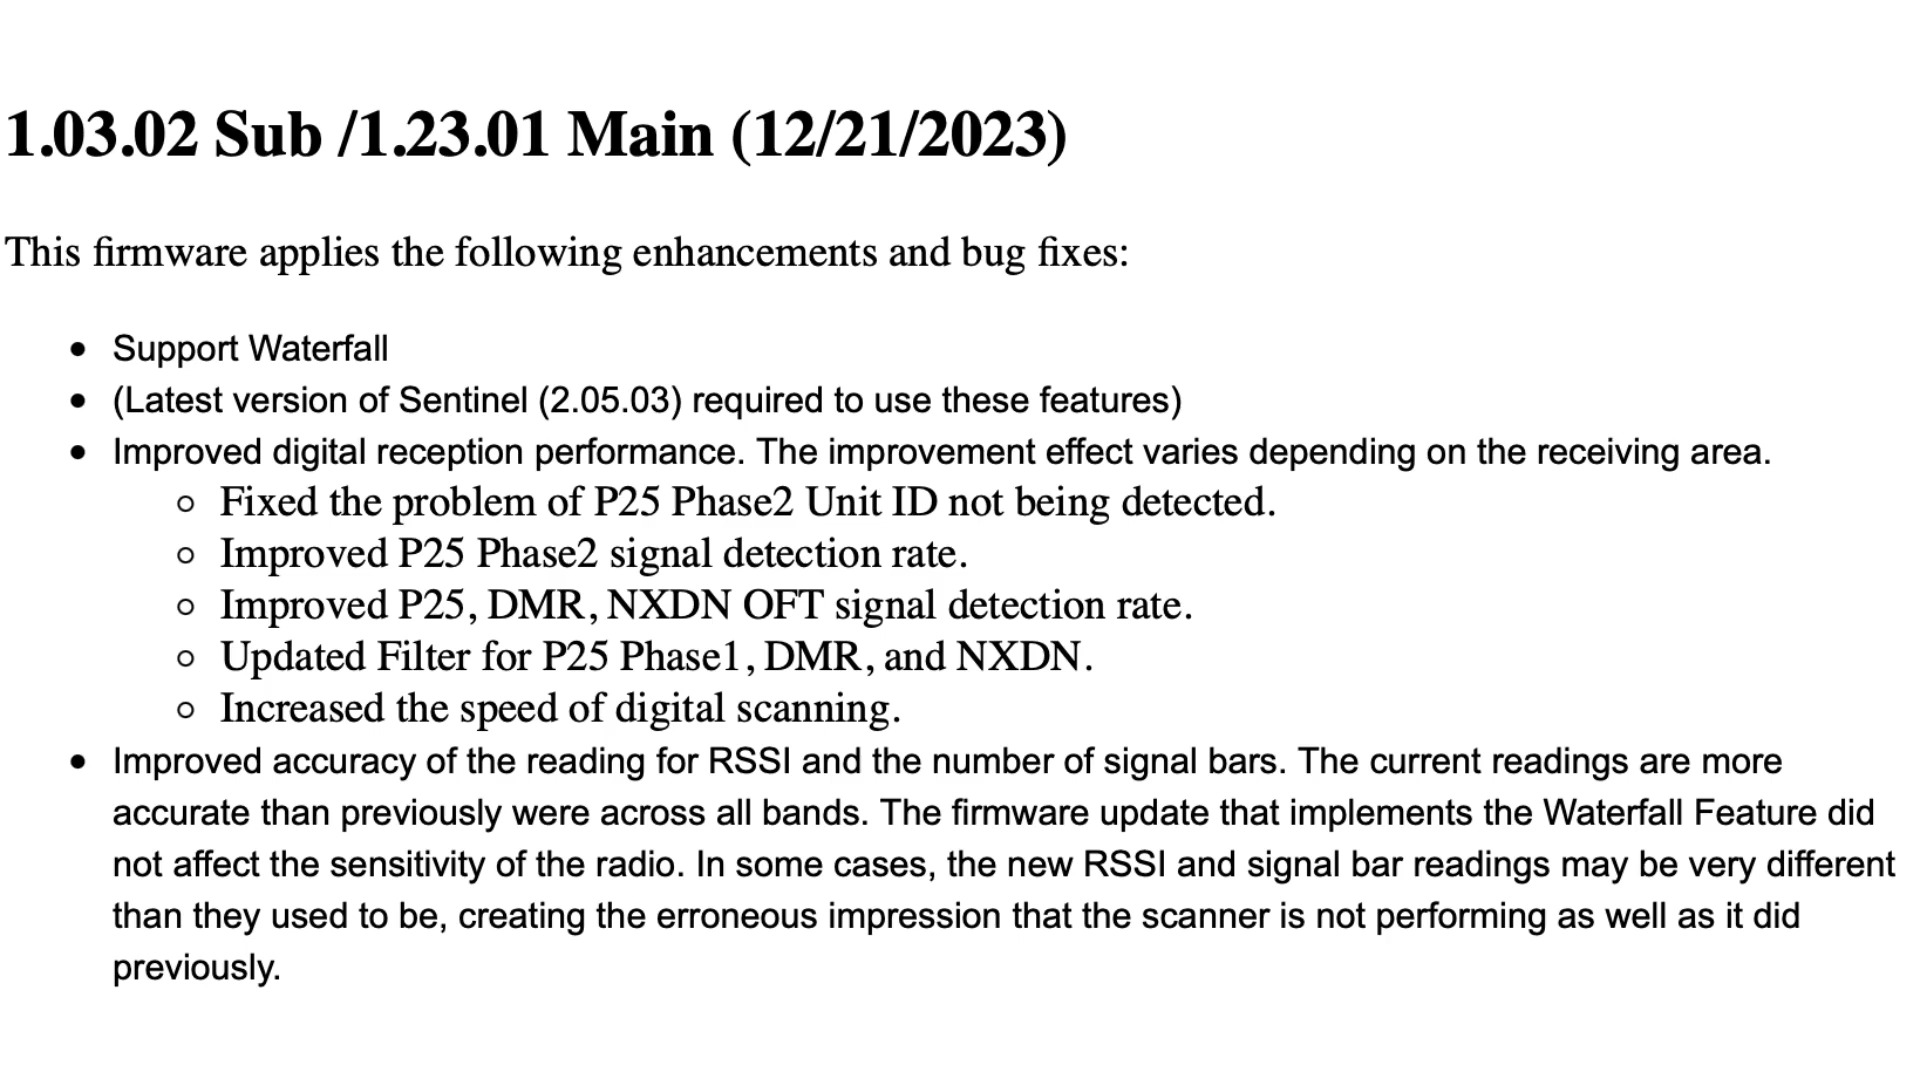 1.03.02 Sub /1.23.01 Main (12/21/2023)
This firmware applies the following enhancements and bug fixes:
• Support Waterfall
• (Latest version of Sentinel (2.05.03) required to use these features)
• Improved digital reception performance. The improvement effect varies depending on the receiving area.
○ Fixed the problem of P25 Phase2 Unit ID not being detected.
○ Improved P25 Phase2 signal detection rate.
○ Improved P25, DMR, NXDN OFT signal detection rate.
○ Updated Filter for P25 Phase1, DMR, and NXDN.
○ Increased the speed of digital scanning.
• Improved accuracy of the reading for RSSI and the number of signal bars. The current readings are more
accurate than previously were across all bands. The firmware update that implements the Waterfall Feature did
not affect the sensitivity of the radio. In some cases, the new RSSI and signal bar readings may be very different
than they used to be, creating the erroneous impression that the scanner is not performing as well as it did
previously.